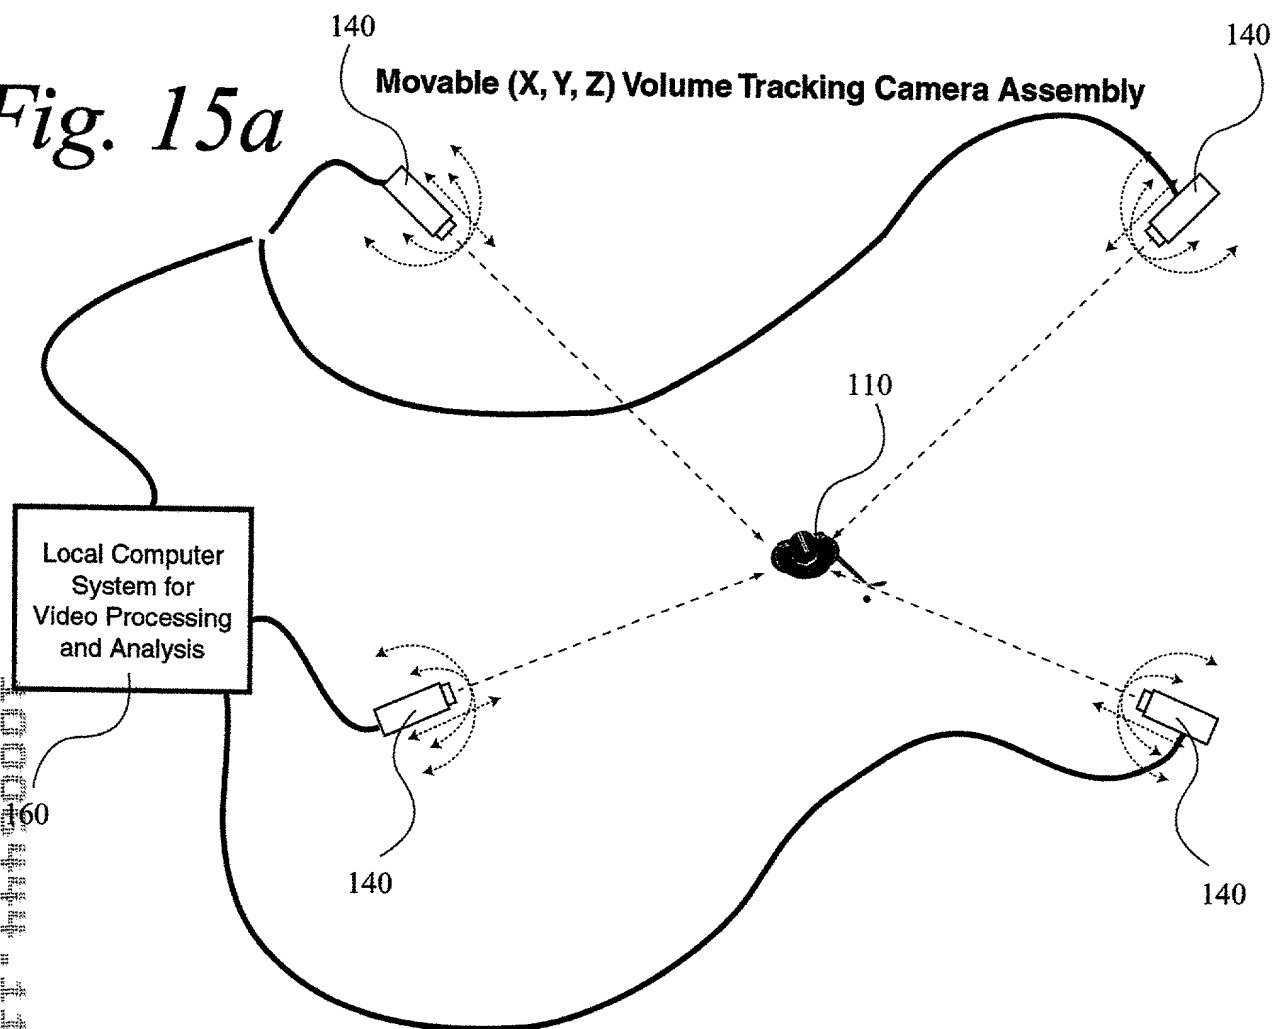 140
140
Movable (X, Y, Z) Volume Tracking Camera Assembly
Fig. 15a
110
Local Computer
System for
Video Processing
and Analysis
160
140
140